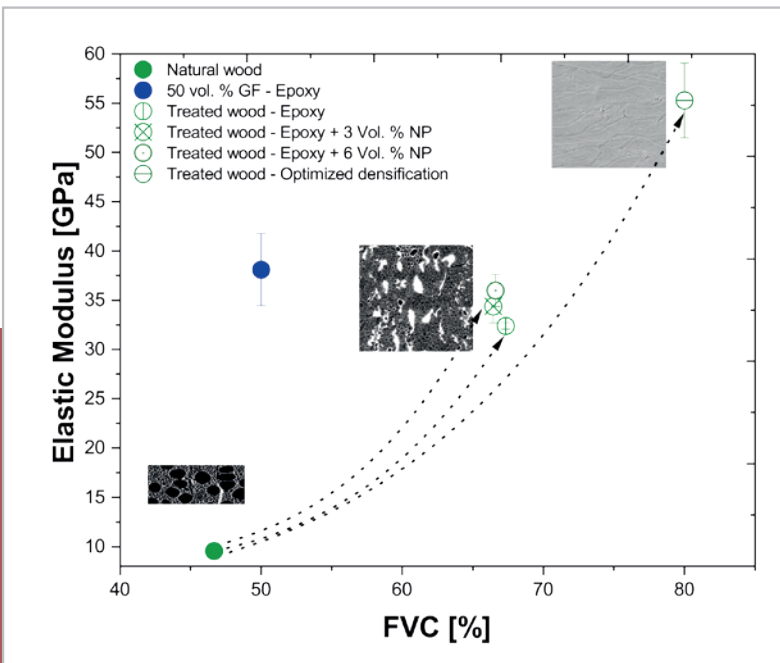 60
55
50
45
40
35
30
25
20
15
10
Elastic Modulus [GPa]
Natural wood
50 vol. % GF - Epoxy
Treated wood - Epoxy
Treated wood - Epoxy + 3 Vol. % NP
Treated wood - Epoxy + 6 Vol. % NP
Treated wood - Optimized densification
40 50 60 70 80
FVC [%]